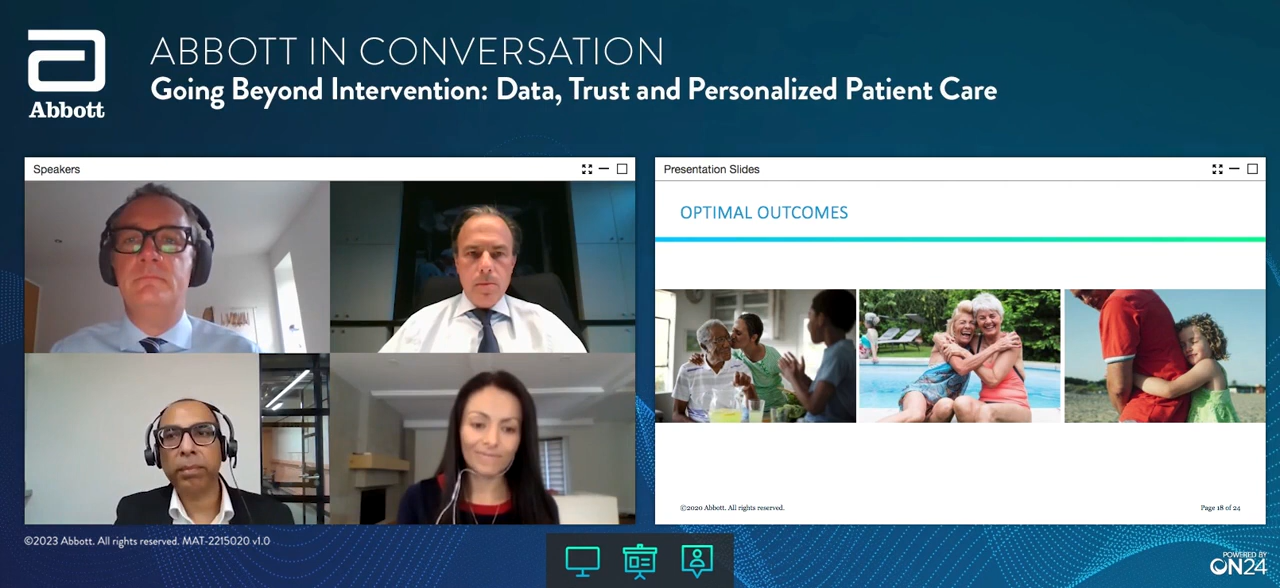 Abbott
ABBOTT IN CONVERSATION
Going Beyond Intervention: Data, Trust and Personalized Patient Care
Speakers
Presentation Slides
OPTIMAL OUTCOMES
©2020 Abbott. All rights reserved.
Page 18 of 24
©2023 Abbott. All rights reserved. MAT-2215020 v1.0
POWERED BY
ON24